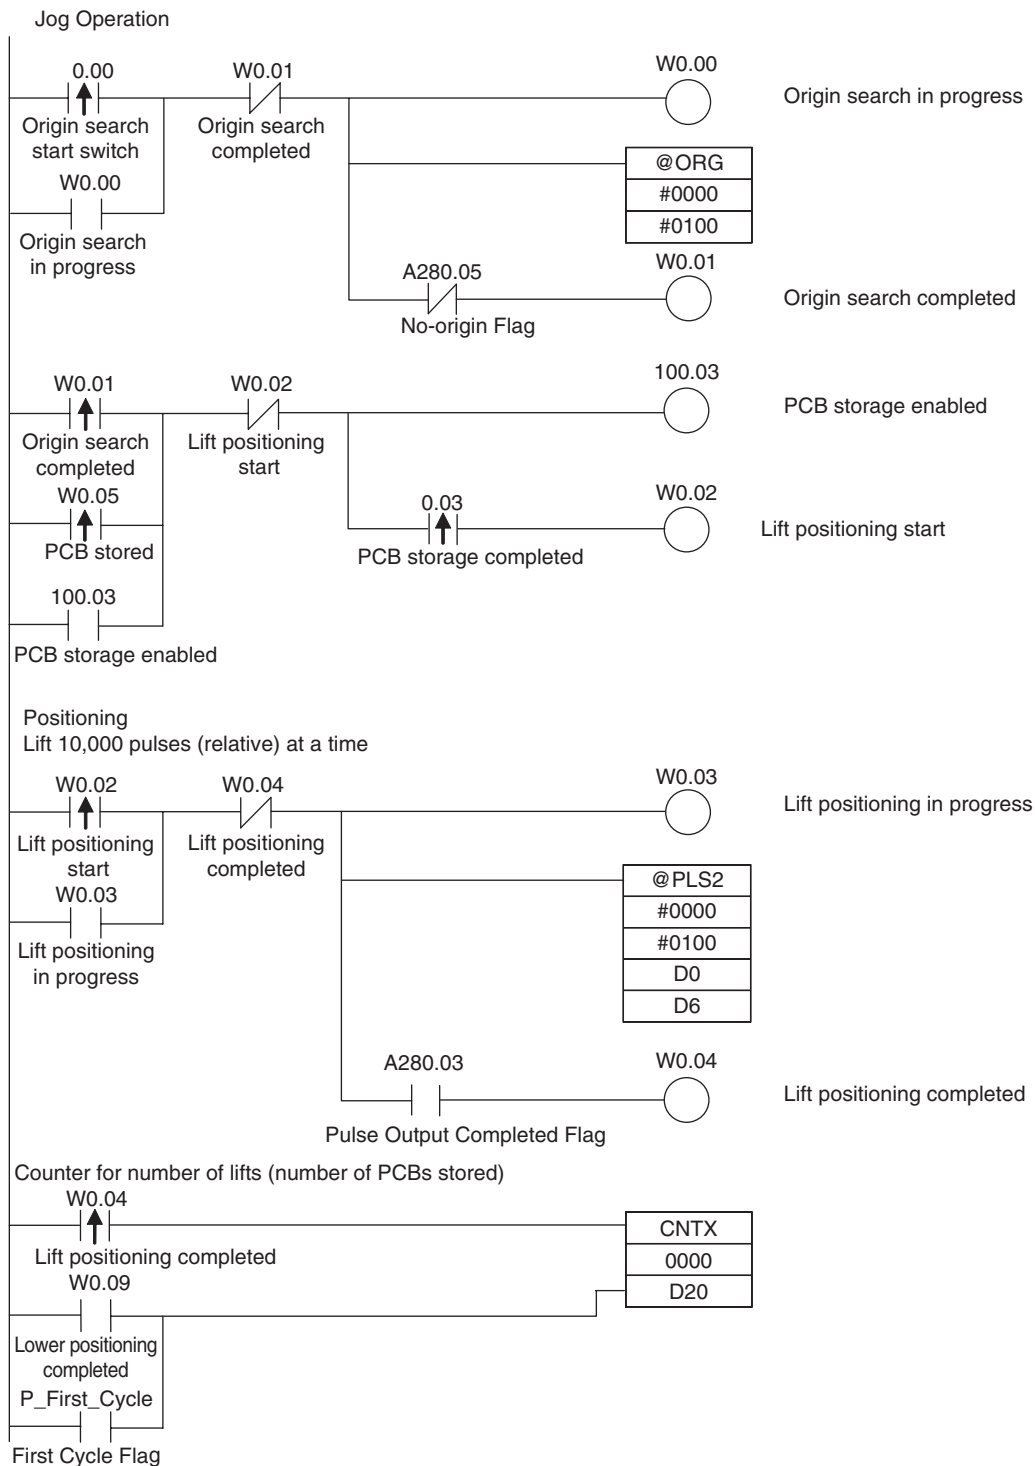 Jog Operation
0.00
W0.01
W0.00
Origin search in progress
Origin search
start switch
Origin search
completed
@ORG
#0000
#0100
W0.00
Origin search
in progress
A280.05
No-origin Flag
W0.01
Origin search completed
W0.01
W0.02
100.03
PCB storage enabled
Origin search
completed
Lift positioning
start
W0.05
PCB stored
0.03
PCB storage completed
W0.02
Lift positioning start
100.03
PCB storage enabled
Positioning
Lift 10,000 pulses (relative) at a time
W0.02
W0.04
W0.03
Lift positioning in progress
Lift positioning
start
Lift positioning
completed
W0.03
Lift positioning
in progress
@PLS2
#0000
#0100
D0
D6
A280.03
Pulse Output Completed Flag
W0.04
Lift positioning completed
Counter for number of lifts (number of PCBs stored)
W0.04
Lift positioning completed
CNTX
0000
D20
W0.09
Lower positioning
completed
P_First_Cycle
First Cycle Flag